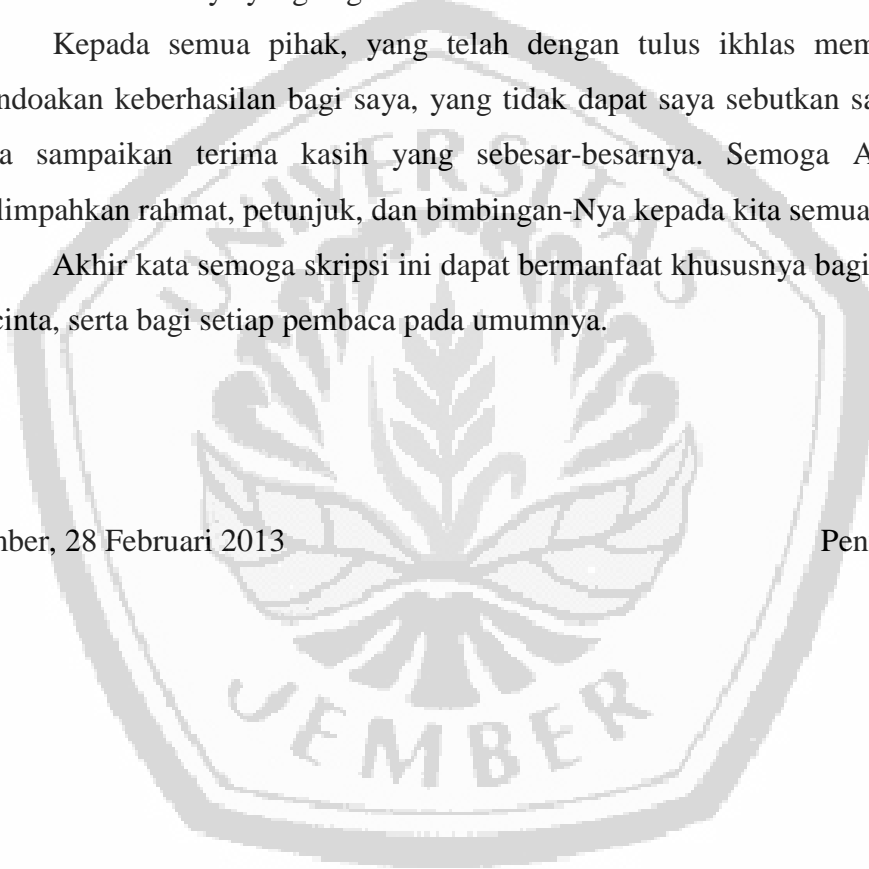 Kepada semua pihak, yang telah dengan tulus ikhlas mem
ndoakan keberhasilan bagi saya, yang tidak dapat saya sebutkan sa
a sampaikan terima kasih yang sebesar-besarnya. Semoga A
limpahkan rahmat, petunjuk, dan bimbingan-Nya kepada kita semua
Akhir kata semoga skripsi ini dapat bermanfaat khususnya bagi
cinta, serta bagi setiap pembaca pada umumnya.
mber, 28 Februari 2013 Pen
UNIVERSITAS
JEMBER